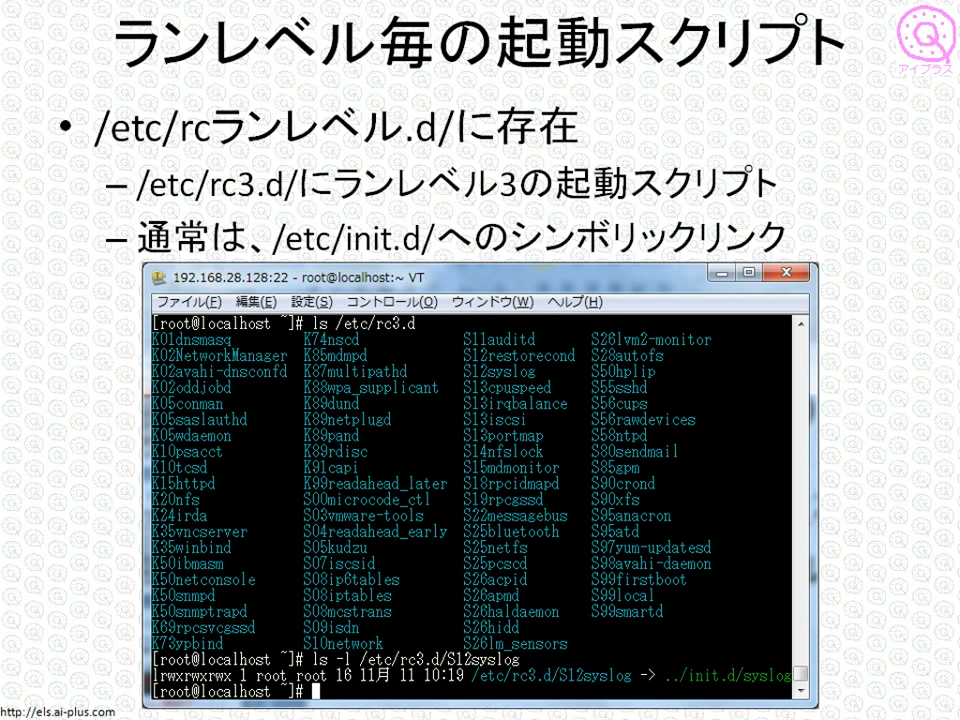 ランレベル毎の起動スクリプト
アイプラス
• /etc/rcランレベル.d/に存在
– /etc/rc3.d/にランレベル3の起動スクリプト
– 通常は、/etc/init.d/へのシンボリックリンク
192.168.28.128:22 - root@localhost:~ VT
ファイル(F) 編集(E) 設定(S) コントロール(O) ウィンドウ(W) ヘルプ(H)
[root@localhost ~]# ls /etc/rc3.d
K01dnsmasq K74nscd S11auditd S26lvm2-monitor
K02NetworkManager K85mdmpd S12restorecond S28autofs
K02avahi-dnsconfd K87multipathd S12syslog S50hplip
K02oddjobd K88wpa_supplicant S13cpuspeed S55sshd
K05conman K89dund S13irqbalance S56cups
K05saslauthd K89netplugd S13iscsi S56rawdevices
K05wdaemon K89pand S13portmap S58ntpd
K10psacct K89rdisc S14nfslock S80sendmail
K10tcsd K91capi S15mdmonitor S85gpm
K15httpd K99readahead_later S18rpcidmapd S90crond
K20nfs S00microcode_ctl S19rpcgssd S90xfs
K24irda S03vmware-tools S22messagebus S95anacron
K35vncserver S04readahead_early S25bluetooth S95atd
K35winbind S05kudzu S25netfs S97yum-updatesd
K50ibmasm S07iscsid S25pcscd S98avahi-daemon
K50netconsole S08ip6tables S26acpid S99firstboot
K50snmpd S08iptables S26apmd S99local
K50snmptrapd S08mcstrans S26haldaemon S99smartd
K69rpcsvcgssd S09isdn S26hidd
K73ypbind S10network S26lm_sensors
[root@localhost ~]# ls -l /etc/rc3.d/S12syslog
lrwxrwxrwx 1 root root 16 11月 11 10:19 /etc/rc3.d/S12syslog -> ../init.d/syslog
[root@localhost ~]#
http://els.ai-plus.com